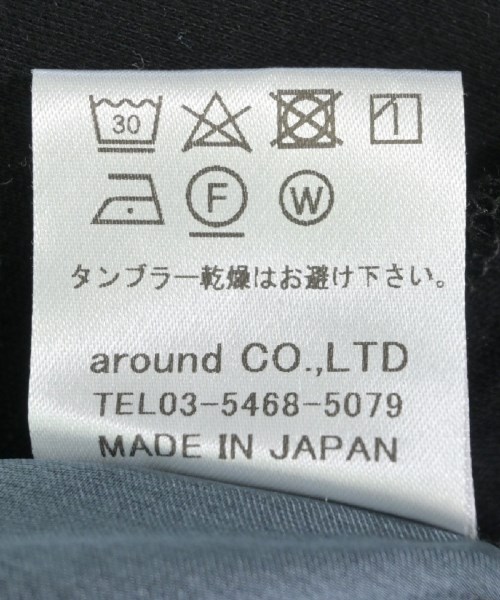 30
F W
タンブラー乾燥はお避け下さい。
around CO.,LTD
TEL03-5468-5079
MADE IN JAPAN